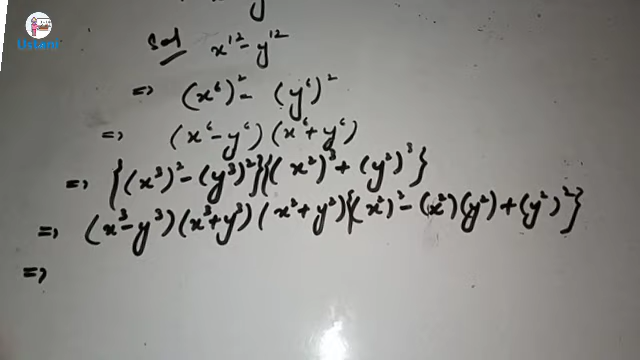 y
Ustani
Sol x¹² - y¹²
=> (x⁶)² - (y⁶)²
=> (x⁶ - y⁶) (x⁶ + y⁶)
=> {(x³)² - (y³)²}{(x²)³ + (y²)³}
=> (x³ - y³) (x³ + y³) (x² + y²) {(x²)² - (x²) (y²) + (y²)²}
=>